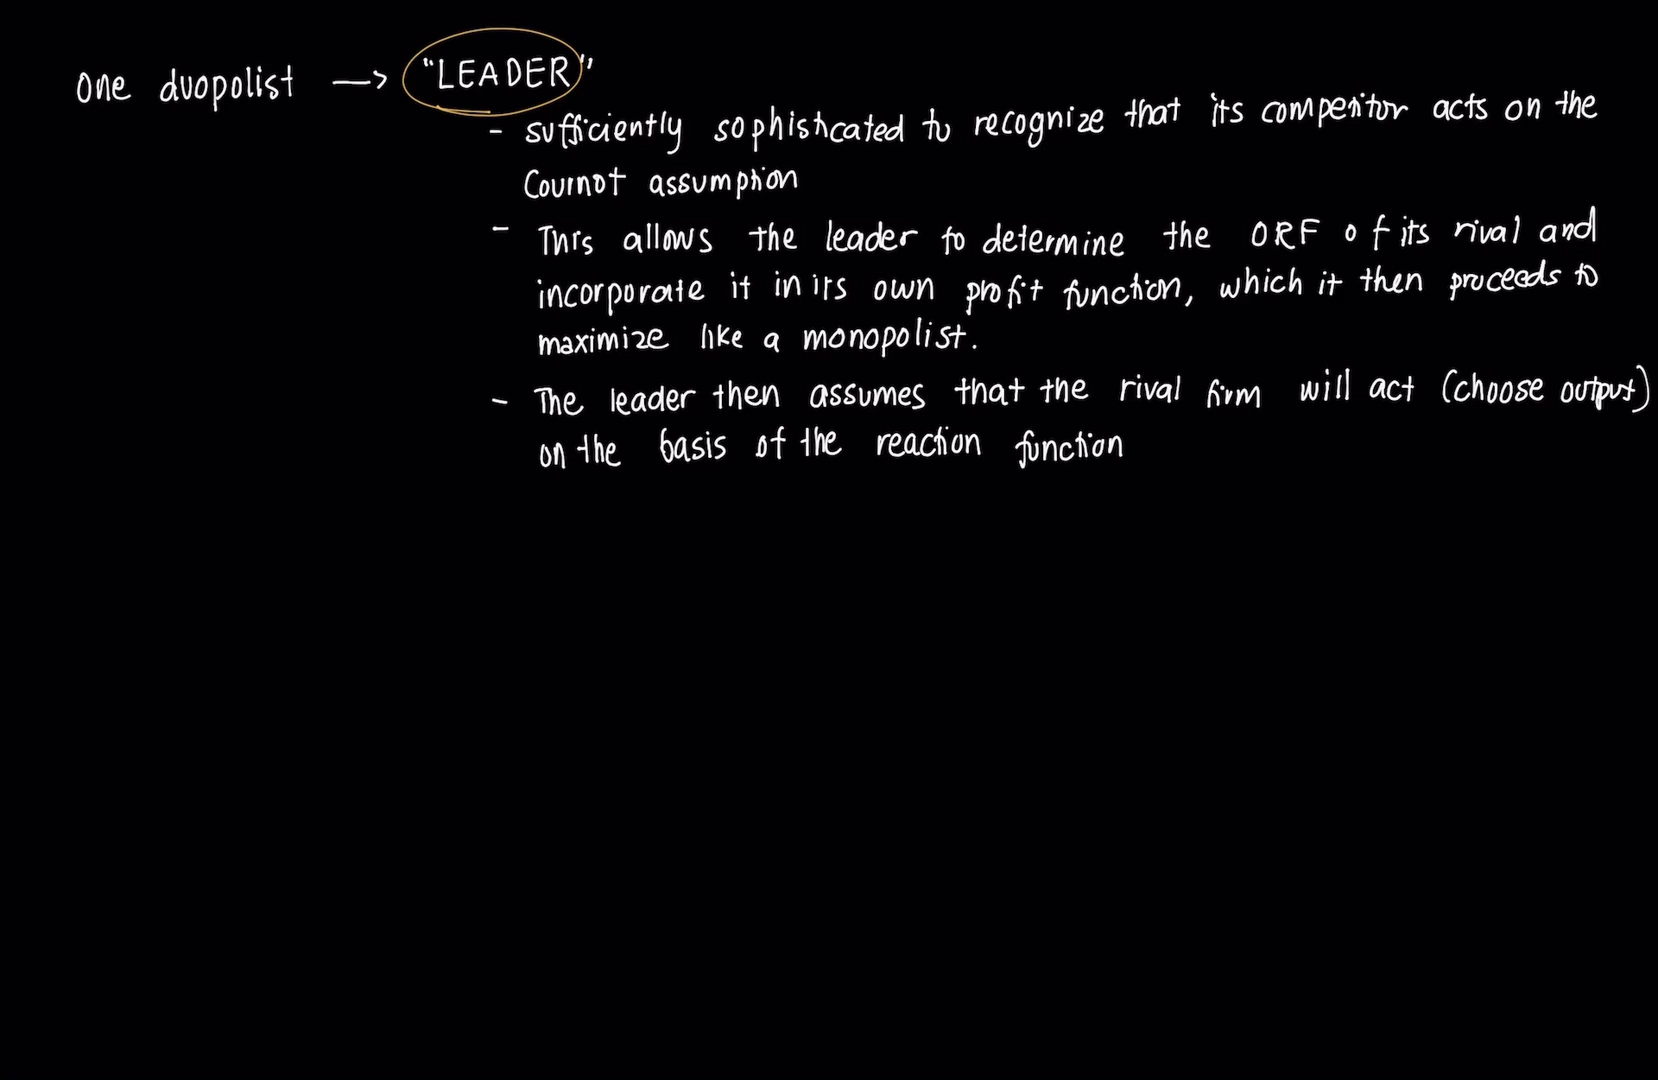 One duopolist → "LEADER"
- sufficiently sophisticated to recognize that its competitor acts on the
Cournot assumption
- This allows the leader to determine the ORF of its rival and
incorporate it in its own profit function, which it then proceeds to
maximize like a monopolist.
- The leader then assumes that the rival firm will act (choose output)
on the basis of the reaction function